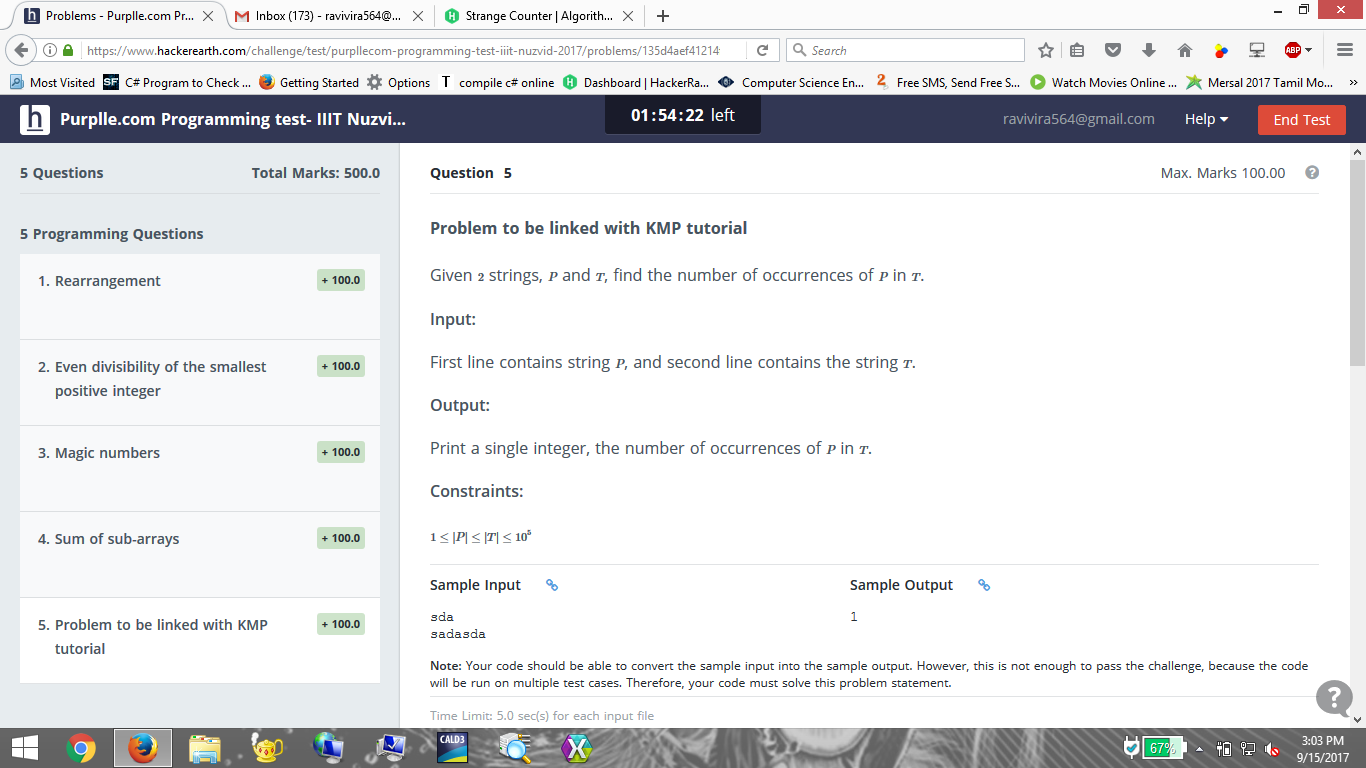 Problems - Purplle.com Pr...
Inbox (173) - ravivira564@...
Strange Counter | Algorith...
https://www.hackerearth.com/challenge/test/purpllecom-programming-test-iiit-nuzvid-2017/problems/135d4aef41214
Search
ABP
Most Visited
SF C# Program to Check ...
Getting Started
Options
T compile c# online
Dashboard | HackerRa...
Computer Science En...
2 Free SMS, Send Free S...
Watch Movies Online ...
Mersal 2017 Tamil Mo...
h Purplle.com Programming test- IIIT Nuzvi...
01:54:22 left
ravivira564@gmail.com
Help
End Test
5 Questions
Total Marks: 500.0
5 Programming Questions
1. Rearrangement
+ 100.0
2. Even divisibility of the smallest
positive integer
+ 100.0
3. Magic numbers
+ 100.0
4. Sum of sub-arrays
+ 100.0
5. Problem to be linked with KMP
tutorial
+ 100.0
Question 5
Max. Marks 100.00
?
Problem to be linked with KMP tutorial
Given 2 strings, P and T, find the number of occurrences of P in T.
Input:
First line contains string P, and second line contains the string T.
Output:
Print a single integer, the number of occurrences of P in T.
Constraints:
1 ≤ |P| ≤ |T| ≤ 10⁵
Sample Input
sda
sadasda
Sample Output
1
Note: Your code should be able to convert the sample input into the sample output. However, this is not enough to pass the challenge, because the code
will be run on multiple test cases. Therefore, your code must solve this problem statement.
Time Limit: 5.0 sec(s) for each input file
?
CALD3
67%
3:03 PM
9/15/2017